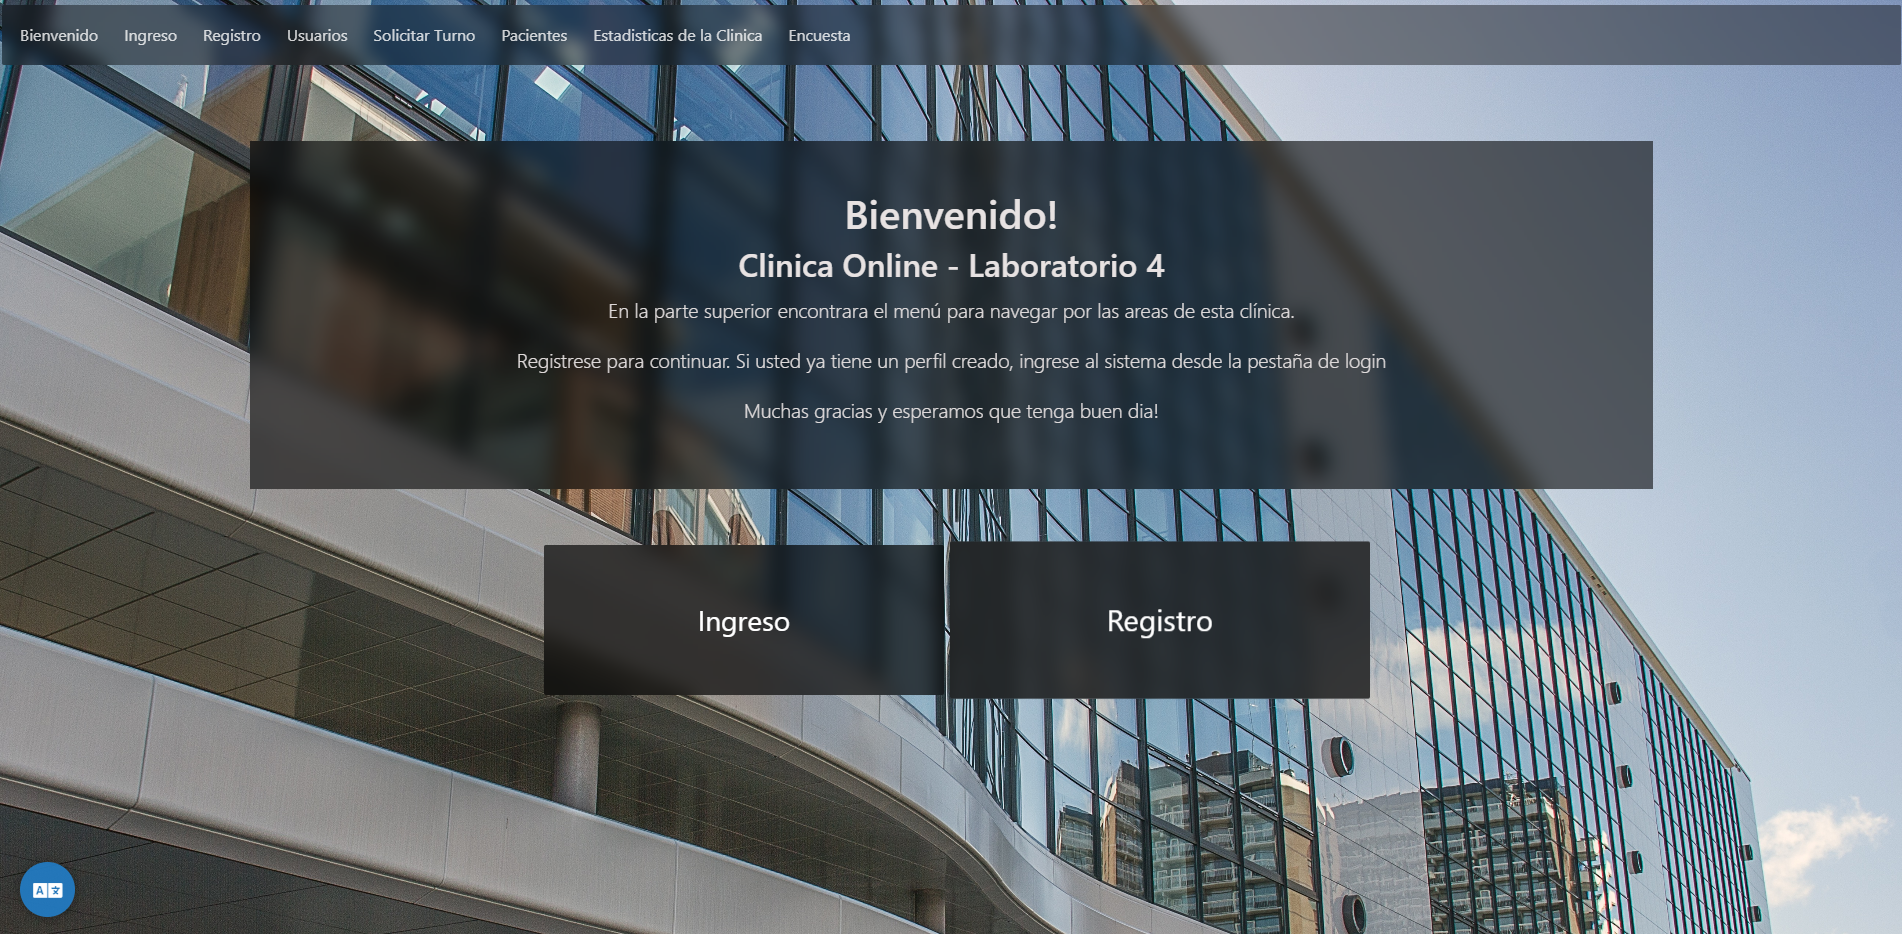 Bienvenido Ingreso Registro Usuarios Solicitar Turno Pacientes Estadisticas de la Clinica Encuesta
Bienvenido!
Clinica Online - Laboratorio 4
En la parte superior encontrara el menú para navegar por las areas de esta clínica.
Registrese para continuar. Si usted ya tiene un perfil creado, ingrese al sistema desde la pestaña de login
Muchas gracias y esperamos que tenga buen dia!
Ingreso Registro
A 文